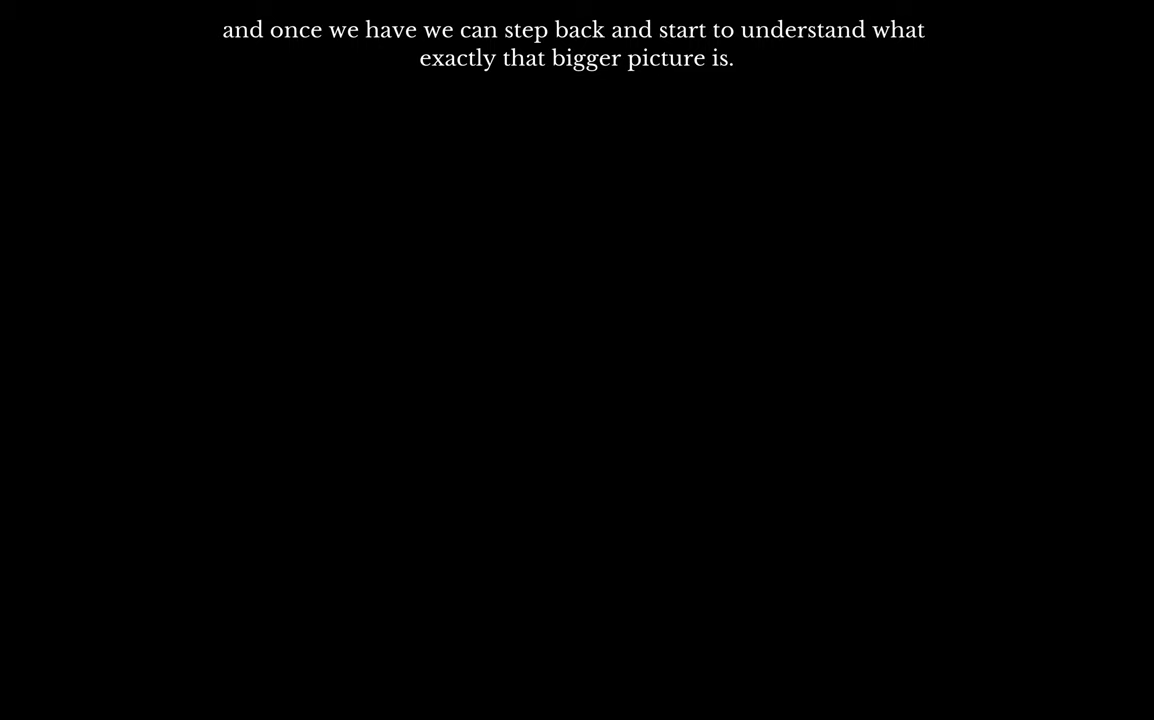 and once we have we can step back and start to understand what
exactly that bigger picture is.